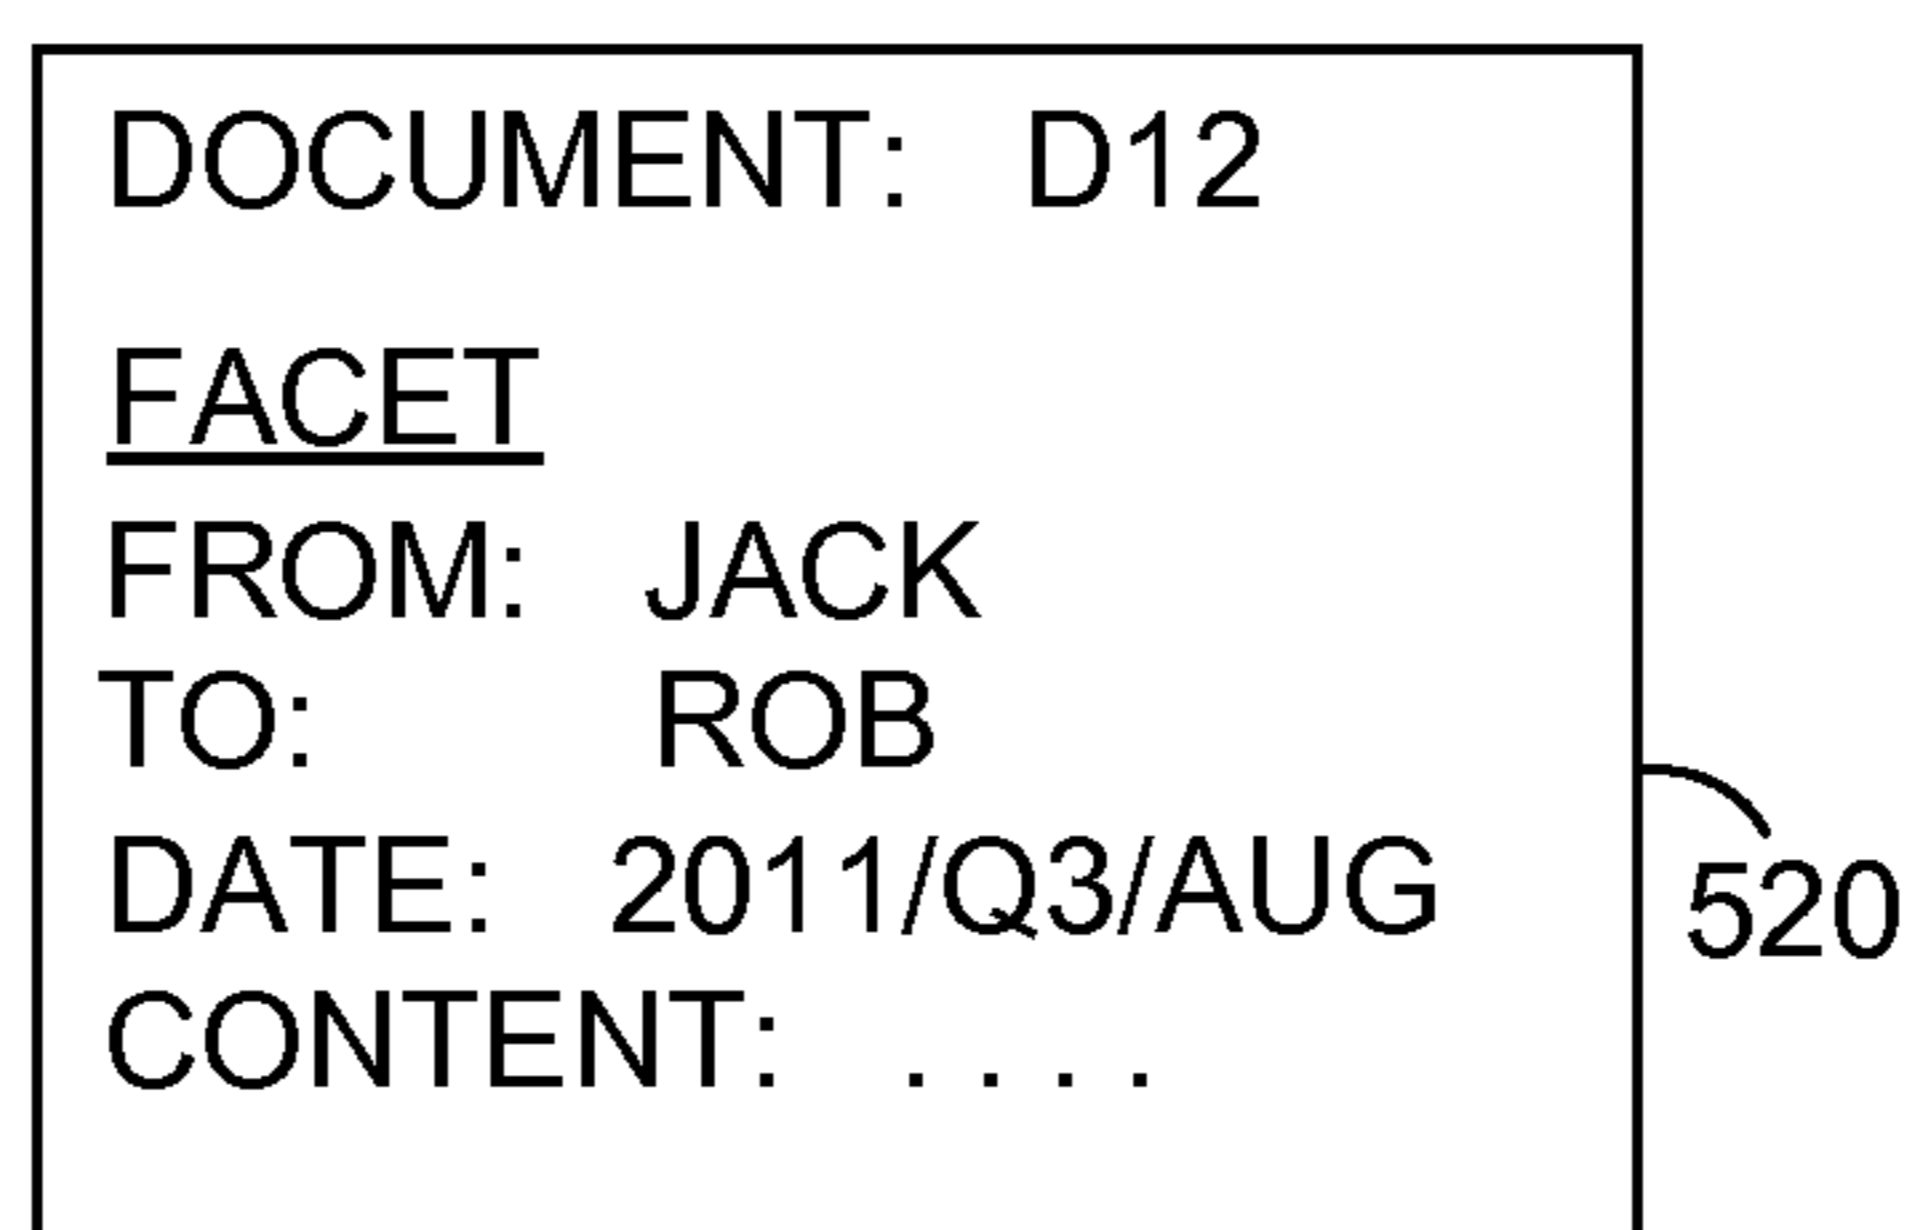 DOCUMENT: D12
FACET
FROM: JACK
TO: ROB
DATE: 2011/Q3/AUG
CONTENT: . . . .
520